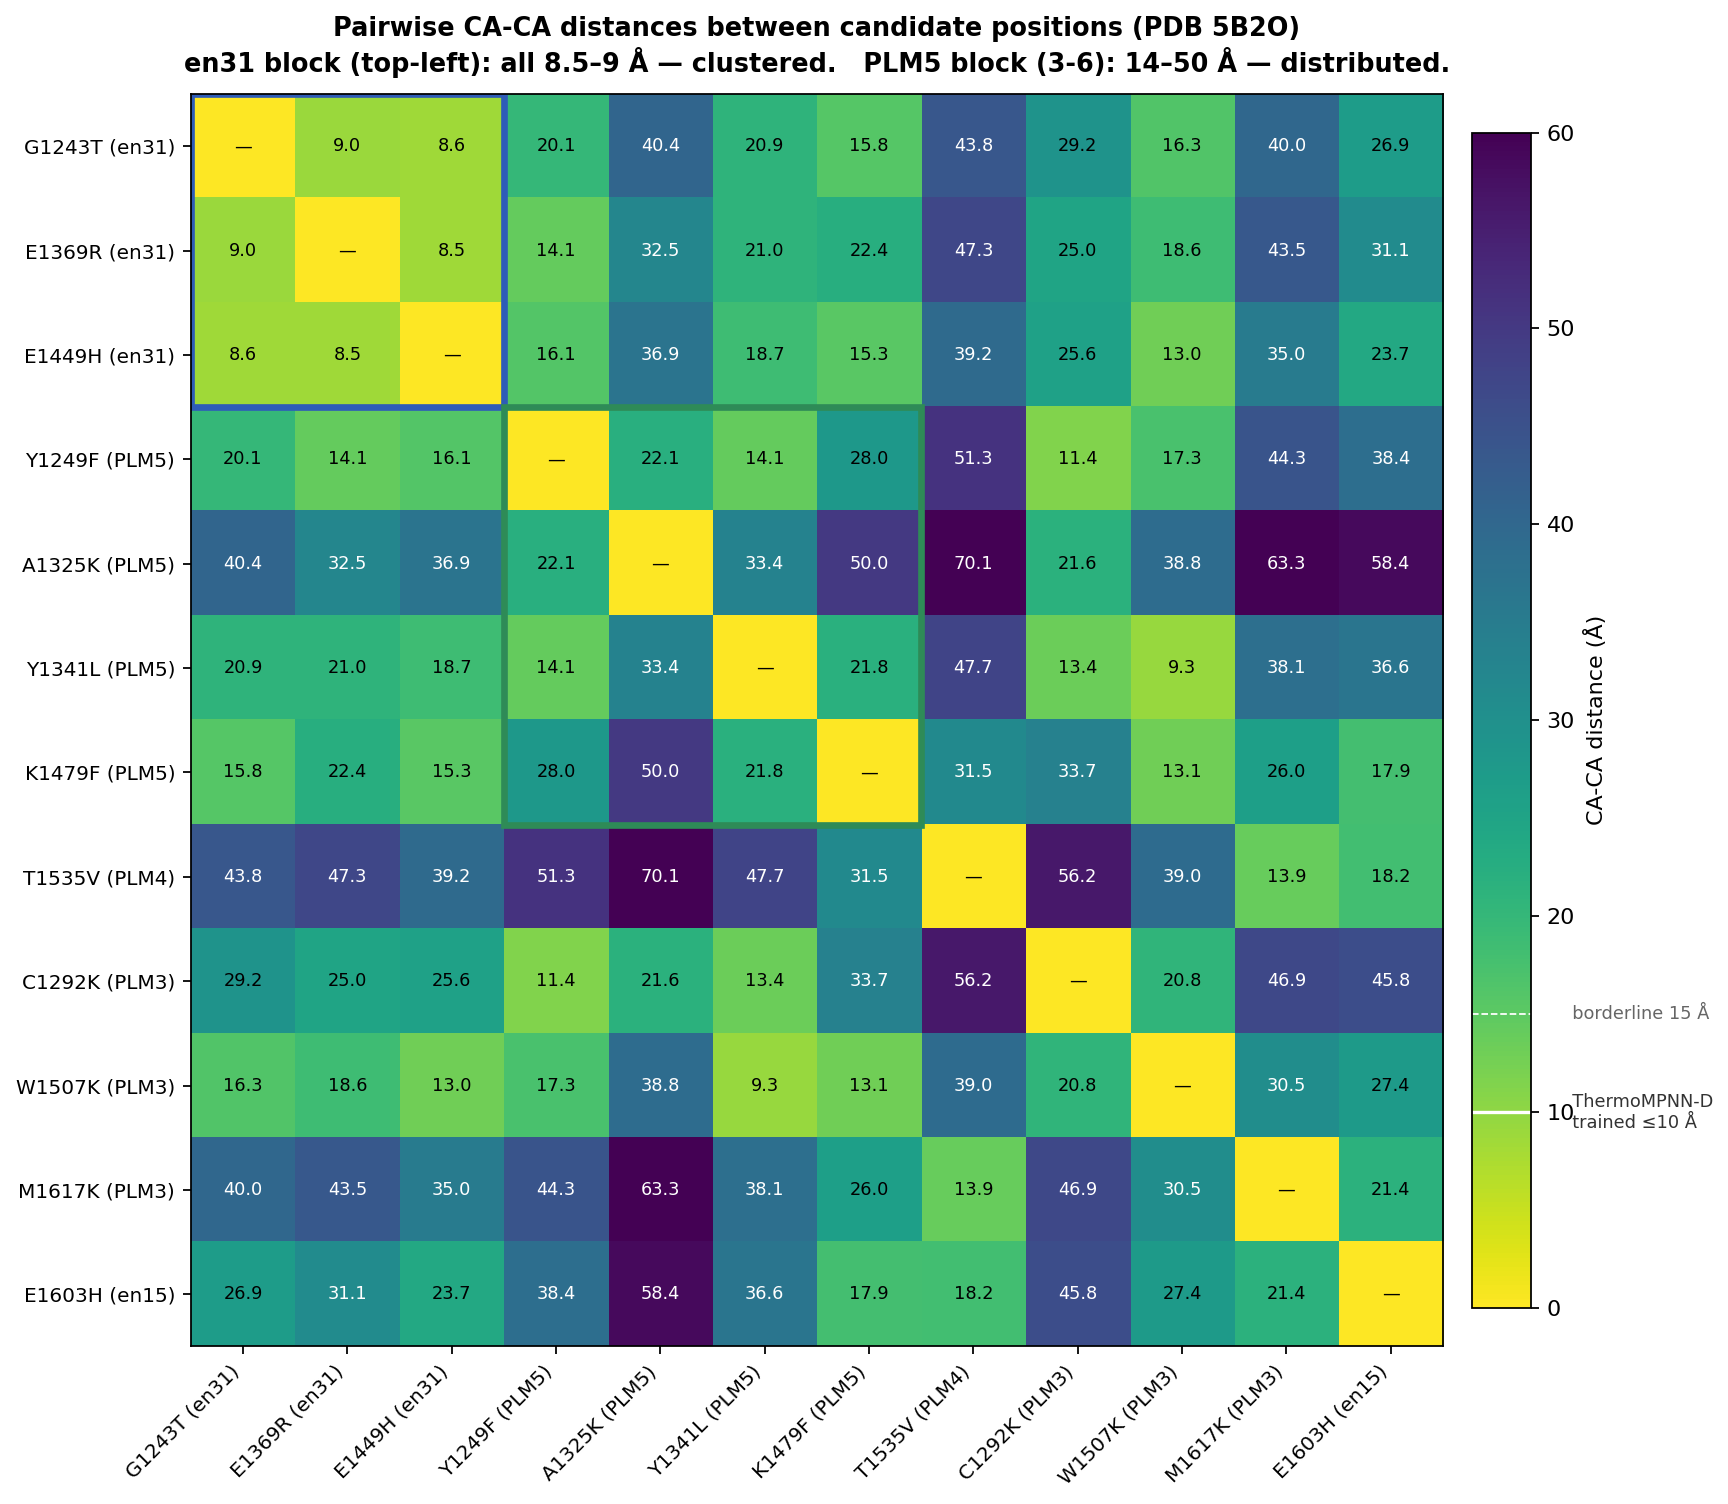 Pairwise CA-CA distances between candidate positions (PDB 5B2O)
en31 block (top-left): all 8.5–9 Å — clustered.   PLM5 block (3-6): 14–50 Å — distributed.
G1243T (en31) — 9.0 8.6 20.1 40.4 20.9 15.8 43.8 29.2 16.3 40.0 26.9
E1369R (en31) 9.0 — 8.5 14.1 32.5 21.0 22.4 47.3 25.0 18.6 43.5 31.1
E1449H (en31) 8.6 8.5 — 16.1 36.9 18.7 15.3 39.2 25.6 13.0 35.0 23.7
Y1249F (PLM5) 20.1 14.1 16.1 — 22.1 14.1 28.0 51.3 11.4 17.3 44.3 38.4
A1325K (PLM5) 40.4 32.5 36.9 22.1 — 33.4 50.0 70.1 21.6 38.8 63.3 58.4
Y1341L (PLM5) 20.9 21.0 18.7 14.1 33.4 — 21.8 47.7 13.4 9.3 38.1 36.6
K1479F (PLM5) 15.8 22.4 15.3 28.0 50.0 21.8 — 31.5 33.7 13.1 26.0 17.9
T1535V (PLM4) 43.8 47.3 39.2 51.3 70.1 47.7 31.5 — 56.2 39.0 13.9 18.2
C1292K (PLM3) 29.2 25.0 25.6 11.4 21.6 13.4 33.7 56.2 — 20.8 46.9 45.8
W1507K (PLM3) 16.3 18.6 13.0 17.3 38.8 9.3 13.1 39.0 20.8 — 30.5 27.4
M1617K (PLM3) 40.0 43.5 35.0 44.3 63.3 38.1 26.0 13.9 46.9 30.5 — 21.4
E1603H (en15) 26.9 31.1 23.7 38.4 58.4 36.6 17.9 18.2 45.8 27.4 21.4 —
G1243T (en31)
E1369R (en31)
E1449H (en31)
Y1249F (PLM5)
A1325K (PLM5)
Y1341L (PLM5)
K1479F (PLM5)
T1535V (PLM4)
C1292K (PLM3)
W1507K (PLM3)
M1617K (PLM3)
E1603H (en15)
60
50
40
30
20
10
0
CA-CA distance (Å)
borderline 15 Å
ThermoMPNN-D
trained ≤10 Å